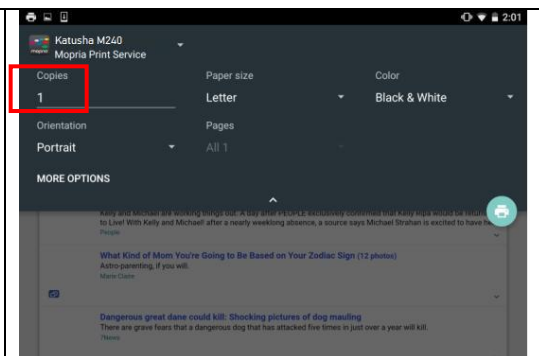 2:01
Katusha M240
mopria Mopria Print Service
Copies Paper size Color
1 Letter Black & White
Orientation Pages
Portrait All 1
MORE OPTIONS
Kelly and Michael are working things out. A day after PEOPLE exclusively confirmed that Kelly Ripa would be
to Live! With Kelly and Michael! after a nearly weeklong absence, a source says Michael Strahan is excited to have
People
What Kind of Mom You're Going to Be Based on Your Zodiac Sign (12 photos)
Astro-parenting, if you will.
Marie Claire
Dangerous great dane could kill: Shocking pictures of dog mauling
There are grave fears that a dangerous dog that has attacked five times in just over a year will kill.
7News